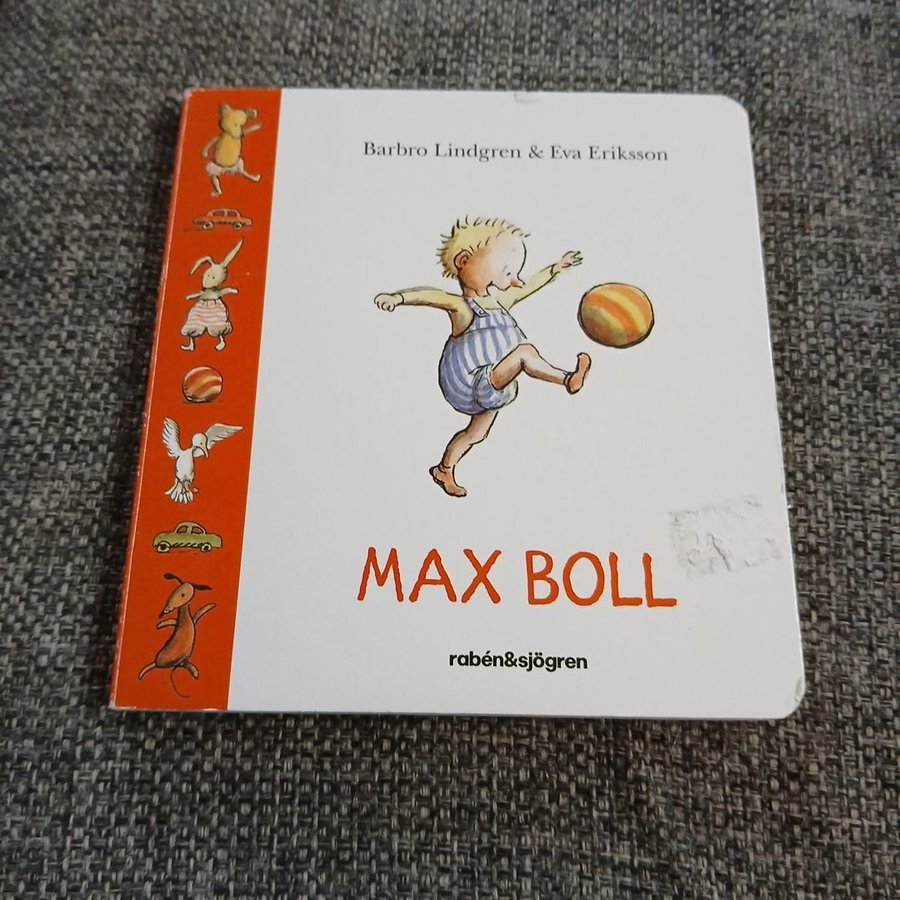 Barbro Lindgren & Eva Eriksson
MAX BOLL
rabén&sjögren